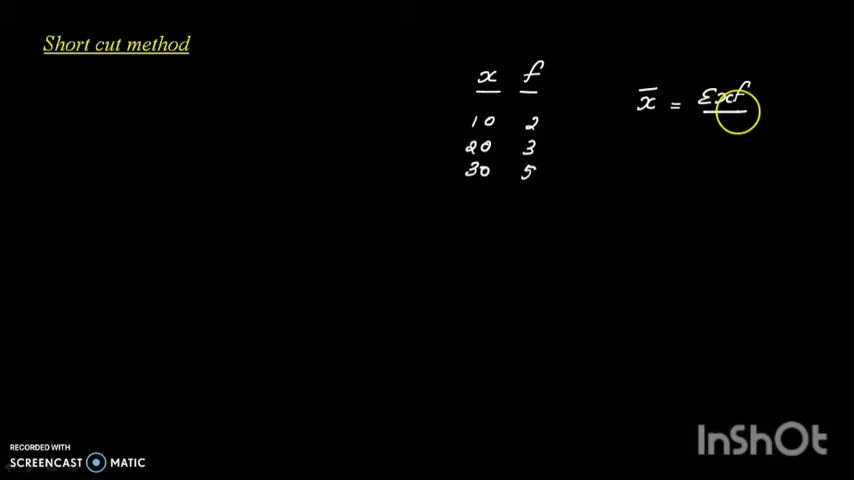 Short cut method
x f
10 2
20 3
30 5
x̄ = Σxf
RECORDED WITH
SCREENCAST MATIC
InShOt